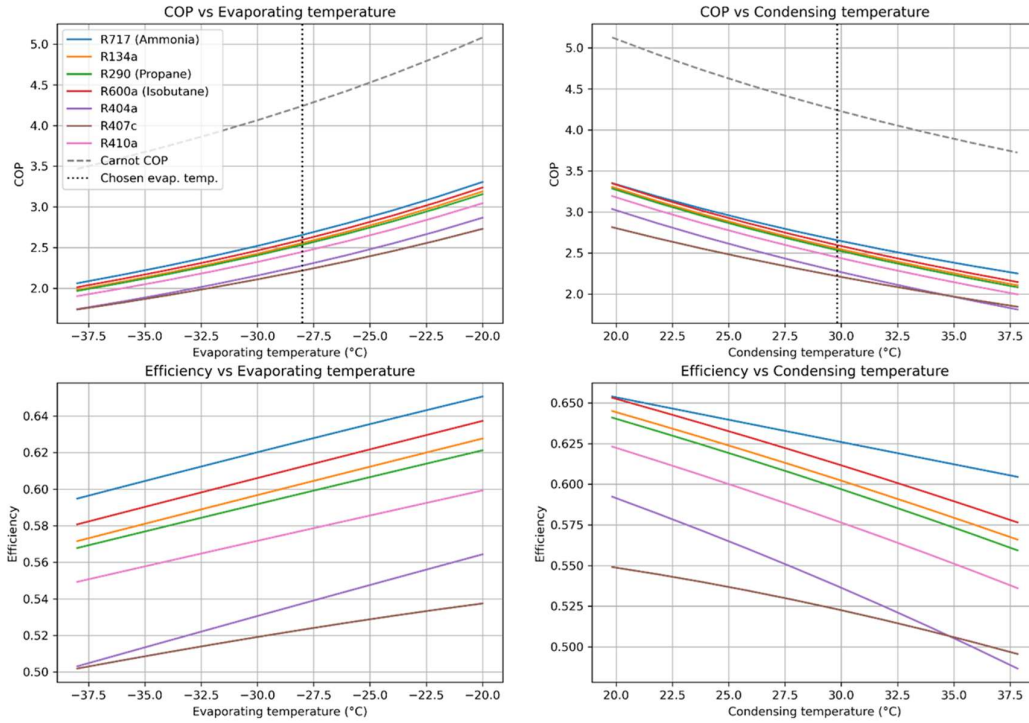 COP vs Evaporating temperature
5.0
4.5
4.0
3.5
3.0
2.5
2.0
COP
R717 (Ammonia)
R134a
R290 (Propane)
R600a (Isobutane)
R404a
R407c
R410a
Carnot COP
Chosen evap. temp.
−37.5 −35.0 −32.5 −30.0 −27.5 −25.0 −22.5 −20.0
Evaporating temperature (°C)
COP vs Condensing temperature
5.0
4.5
4.0
3.5
3.0
2.5
2.0
COP
20.0 22.5 25.0 27.5 30.0 32.5 35.0 37.5
Condensing temperature (°C)
Efficiency vs Evaporating temperature
0.64
0.62
0.60
0.58
0.56
0.54
0.52
0.50
Efficiency
−37.5 −35.0 −32.5 −30.0 −27.5 −25.0 −22.5 −20.0
Evaporating temperature (°C)
Efficiency vs Condensing temperature
0.650
0.625
0.600
0.575
0.550
0.525
0.500
Efficiency
20.0 22.5 25.0 27.5 30.0 32.5 35.0 37.5
Condensing temperature (°C)